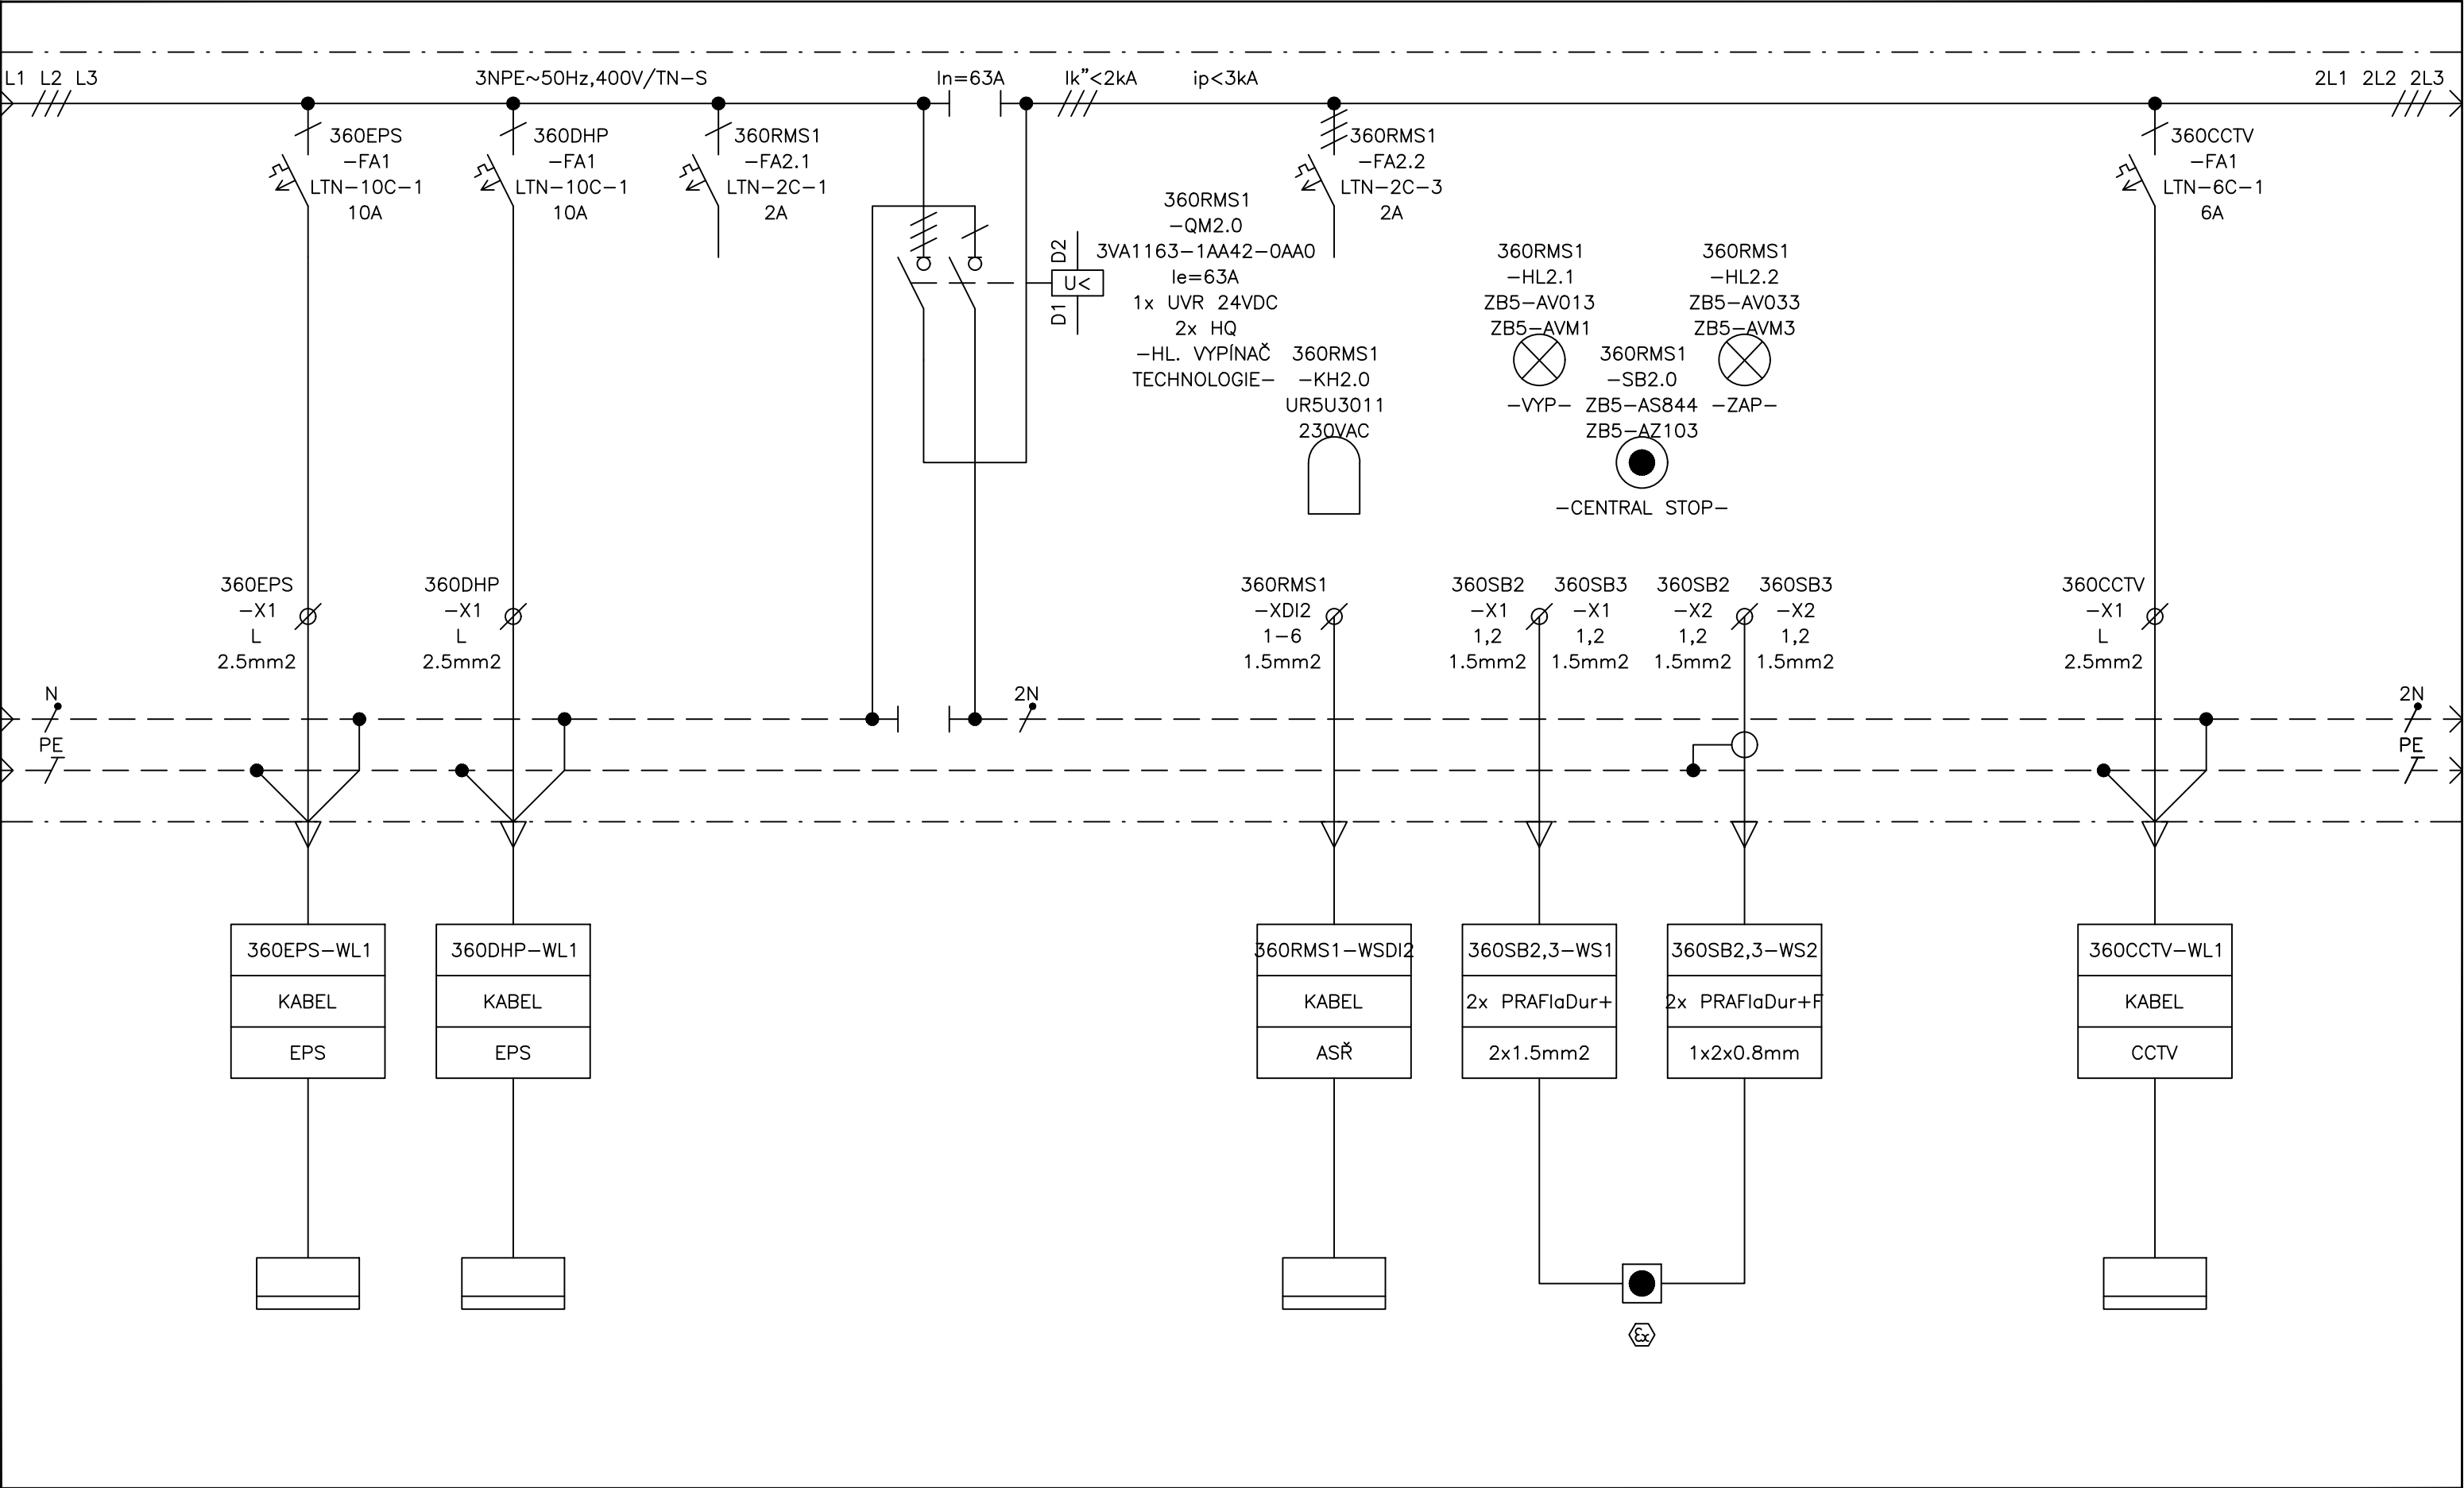 L1 L2 L3
3NPE~50Hz,400V/TN-S
In=63A
Ik"<2kA
ip<3kA
2L1 2L2 2L3
360EPS
-FA1
LTN-10C-1
10A
360DHP
-FA1
LTN-10C-1
10A
360RMS1
-FA2.1
LTN-2C-1
2A
D2
U<
D1
360RMS1
-QM2.0
3VA1163-1AA42-0AA0
Ie=63A
1x UVR 24VDC
2x HQ
-HL. VYPÍNAČ
TECHNOLOGIE-
360RMS1
-FA2.2
LTN-2C-3
2A
360RMS1
-KH2.0
UR5U3011
230VAC
360RMS1
-HL2.1
ZB5-AV013
ZB5-AVM1
-VYP-
360RMS1
-SB2.0
ZB5-AS844
ZB5-AZ103
-CENTRAL STOP-
360RMS1
-HL2.2
ZB5-AV033
ZB5-AVM3
-ZAP-
360CCTV
-FA1
LTN-6C-1
6A
360EPS
-X1
L
2.5mm2
360DHP
-X1
L
2.5mm2
360RMS1
-XDI2
1-6
1.5mm2
360SB2
-X1
1,2
1.5mm2
360SB3
-X1
1,2
1.5mm2
360SB2
-X2
1,2
1.5mm2
360SB3
-X2
1,2
1.5mm2
360CCTV
-X1
L
2.5mm2
N
2N
2N
PE
PE
360EPS-WL1
KABEL
EPS
360DHP-WL1
KABEL
EPS
360RMS1-WSDI2
KABEL
ASŘ
360SB2,3-WS1
2x PRAFlaDur+
2x1.5mm2
360SB2,3-WS2
2x PRAFlaDur+F
1x2x0.8mm
360CCTV-WL1
KABEL
CCTV
Ex